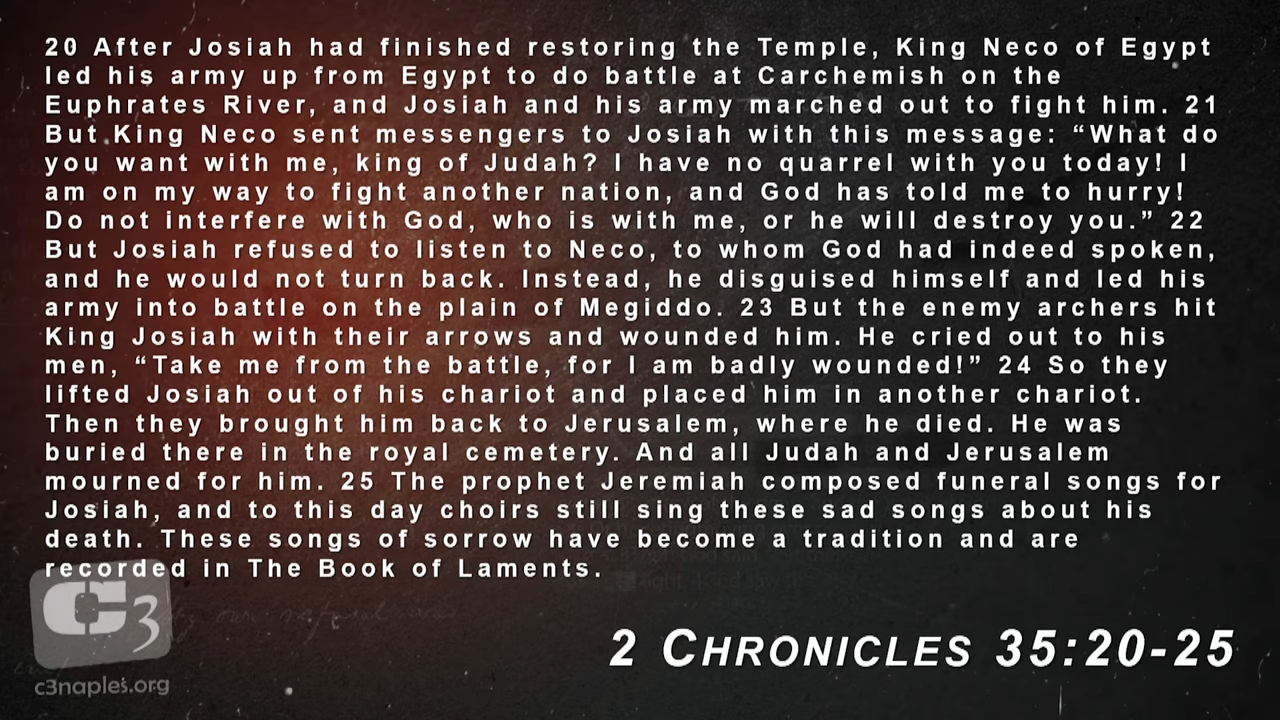 20 After Josiah had finished restoring the Temple, King Neco of Egypt
led his army up from Egypt to do battle at Carchemish on the
Euphrates River, and Josiah and his army marched out to fight him. 21
But King Neco sent messengers to Josiah with this message: “What do
you want with me, king of Judah? I have no quarrel with you today! I
am on my way to fight another nation, and God has told me to hurry!
Do not interfere with God, who is with me, or he will destroy you.” 22
But Josiah refused to listen to Neco, to whom God had indeed spoken,
and he would not turn back. Instead, he disguised himself and led his
army into battle on the plain of Megiddo. 23 But the enemy archers hit
King Josiah with their arrows and wounded him. He cried out to his
men, “Take me from the battle, for I am badly wounded!” 24 So they
lifted Josiah out of his chariot and placed him in another chariot.
Then they brought him back to Jerusalem, where he died. He was
buried there in the royal cemetery. And all Judah and Jerusalem
mourned for him. 25 The prophet Jeremiah composed funeral songs for
Josiah, and to this day choirs still sing these sad songs about his
death. These songs of sorrow have become a tradition and are
recorded in The Book of Laments.
2 CHRONICLES 35:20-25
C3
c3naples.org